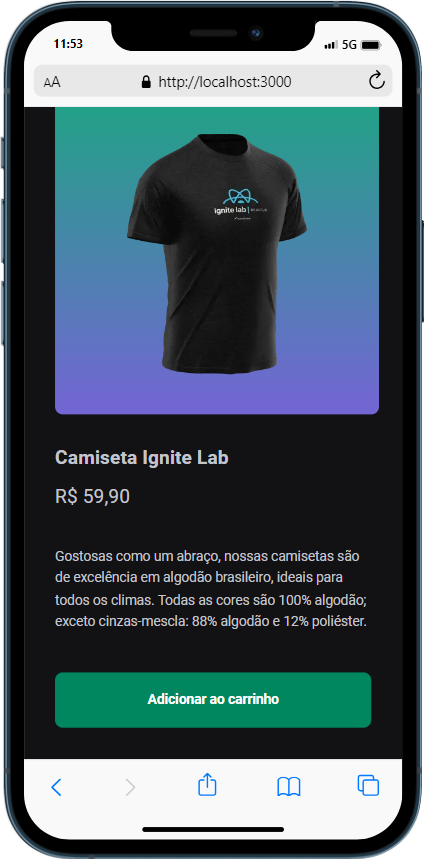 11:53
5G
AA
http://localhost:3000
ignite lab |
Camiseta Ignite Lab
R$ 59,90
Gostosas como um abraço, nossas camisetas são
de excelência em algodão brasileiro, ideais para
todos os climas. Todas as cores são 100% algodão;
exceto cinzas-mescla: 88% algodão e 12% poliéster.
Adicionar ao carrinho